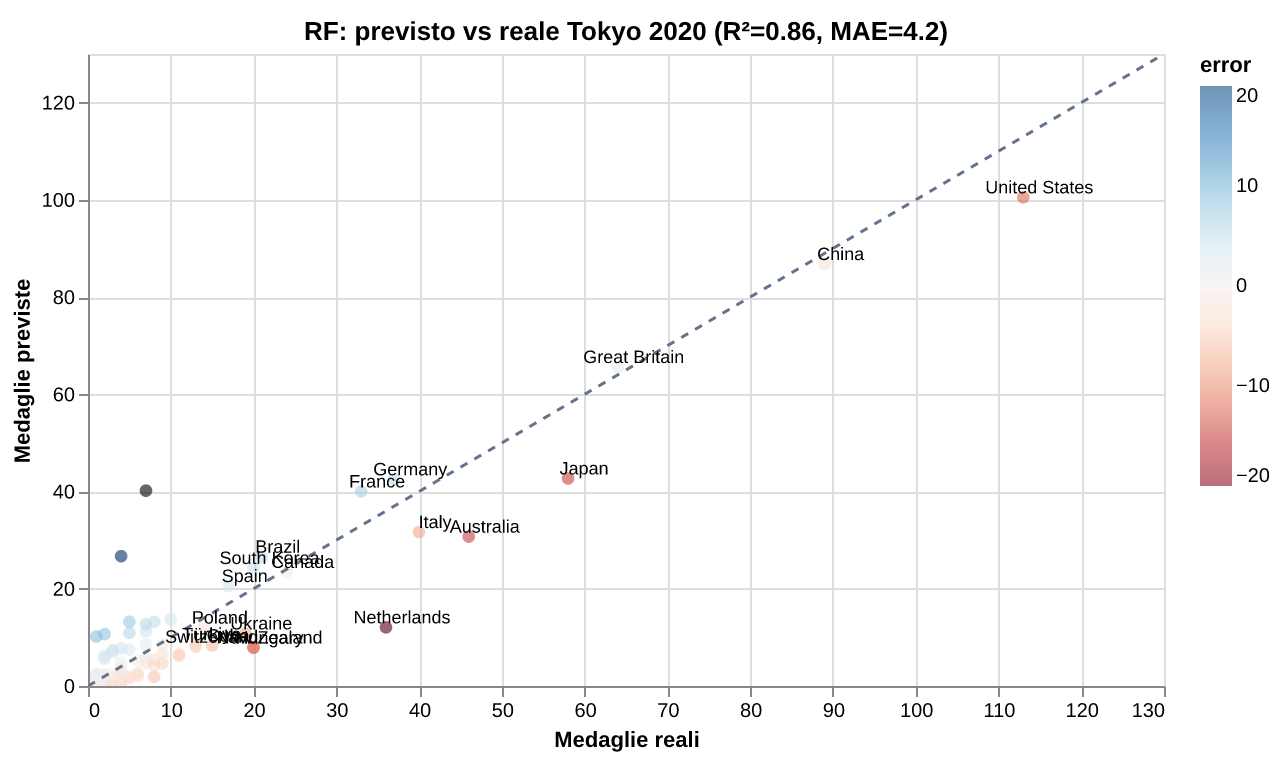 RF: previsto vs reale Tokyo 2020 (R²=0.86, MAE=4.2)
error
20
10
0
−10
−20
Medaglie previste
120
100
80
60
40
20
0
United States
China
Great Britain
Germany
France
Japan
Italy
Australia
Brazil
South Korea
Canada
Spain
Netherlands
Poland
Ukraine
Switzerland
New Zealand
0
10
20
30
40
50
60
70
80
90
100
110
120
130
Medaglie reali